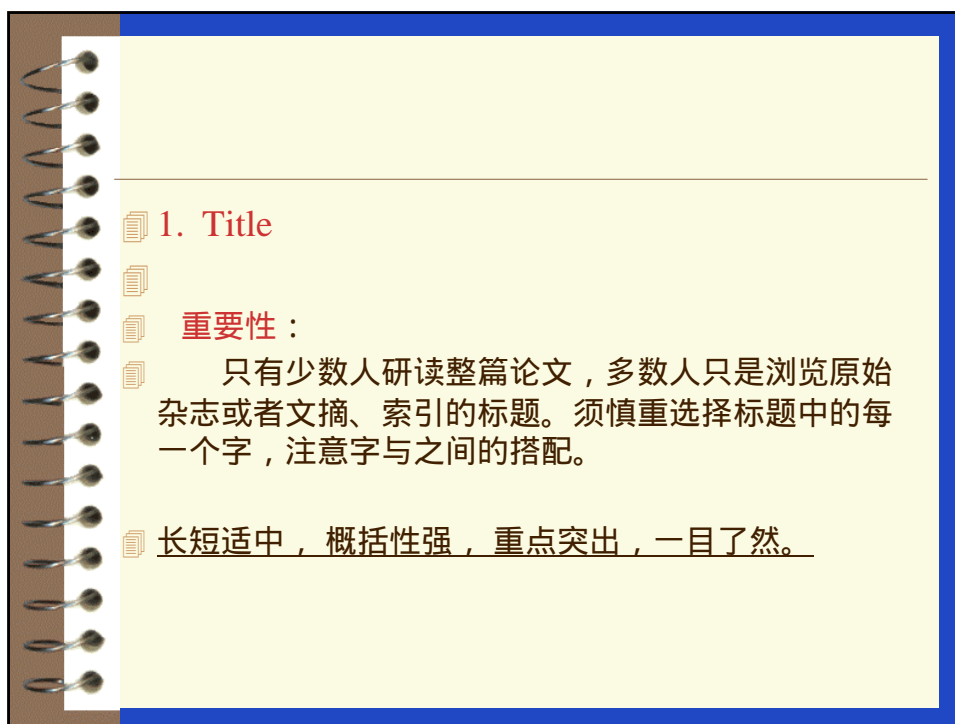 1. Title
重要性：
只有少数人研读整篇论文，多数人只是浏览原始
杂志或者文摘、索引的标题。须慎重选择标题中的每
一个字，注意字与之间的搭配。
长短适中， 概括性强， 重点突出，一目了然。